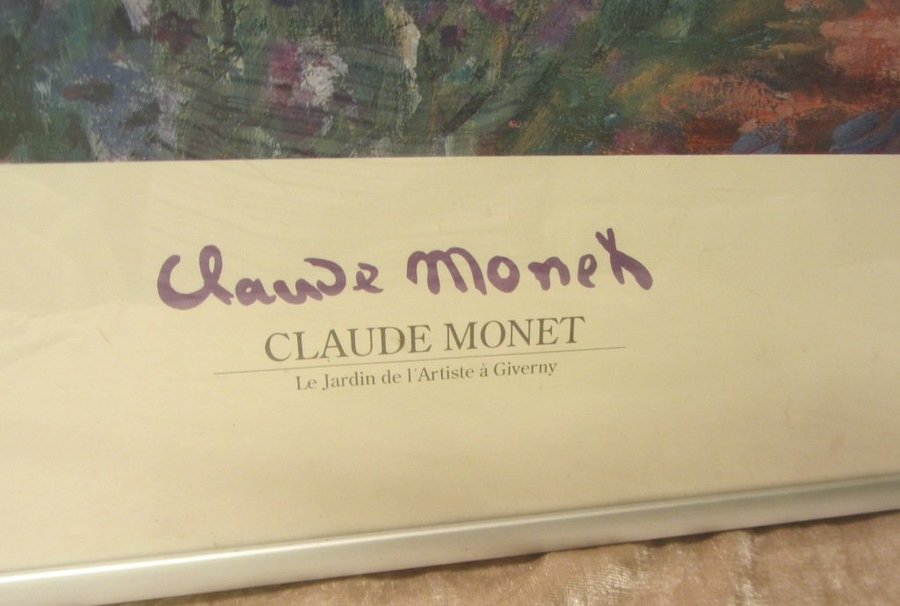 Claude Monet
CLAUDE MONET
Le Jardin de l'Artiste à Giverny